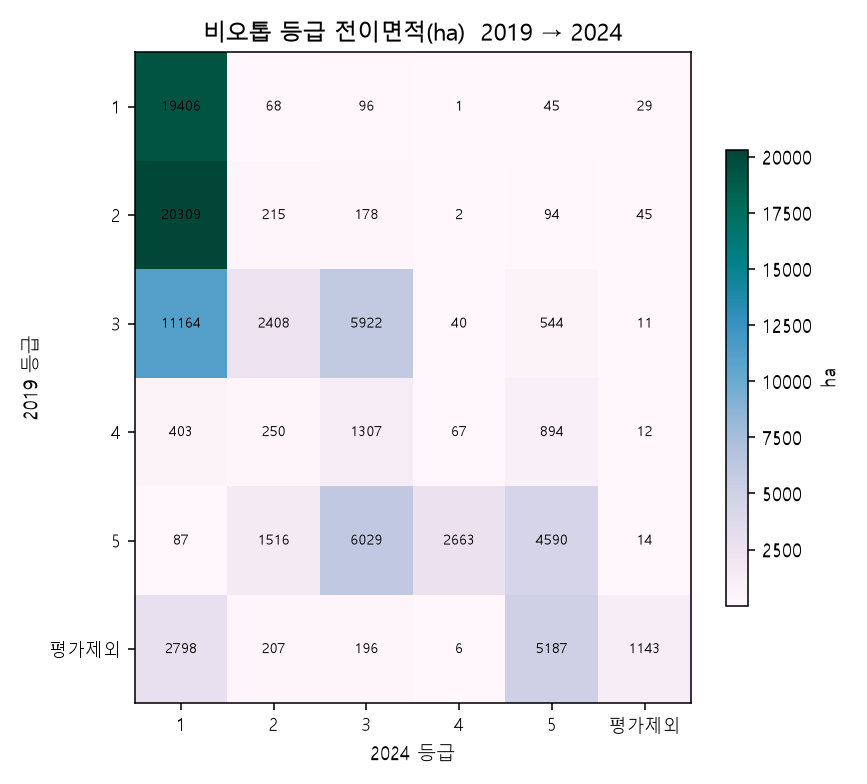 비오톱 등급 전이면적(ha) 2019 → 2024
1 19406 68 96 1 45 29
2 20309 215 178 2 94 45
3 11164 2408 5922 40 544 11
4 403 250 1307 67 894 12
5 87 1516 6029 2663 4590 14
평가제외 2798 207 196 6 5187 1143
1 2 3 4 5 평가제외
2024 등급
2019 등급
20000
17500
15000
12500
10000
7500
5000
2500
ha